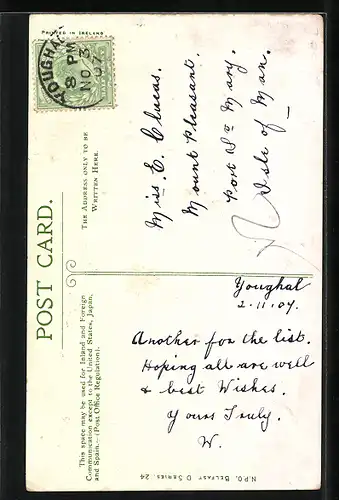 PRINTED IN IRELAND
YOUGHAL
8 PM
NO 3
07
POST CARD.
THE ADDRESS ONLY TO BE
WRITTEN HERE.
Miss. E. Clucas.
Mount Pleasant.
Port St Mary.
Isle of Man.
This space may be used for Inland and Foreign
Communication except to the United States, Japan,
and Spain.—(Post Office Regulation).
Youghal
2.11.07.
Another for the list.
Hoping all are well
& best Wishes.
Yours Truly.
W.
N.P.O. BELFAST D SERIES. 24